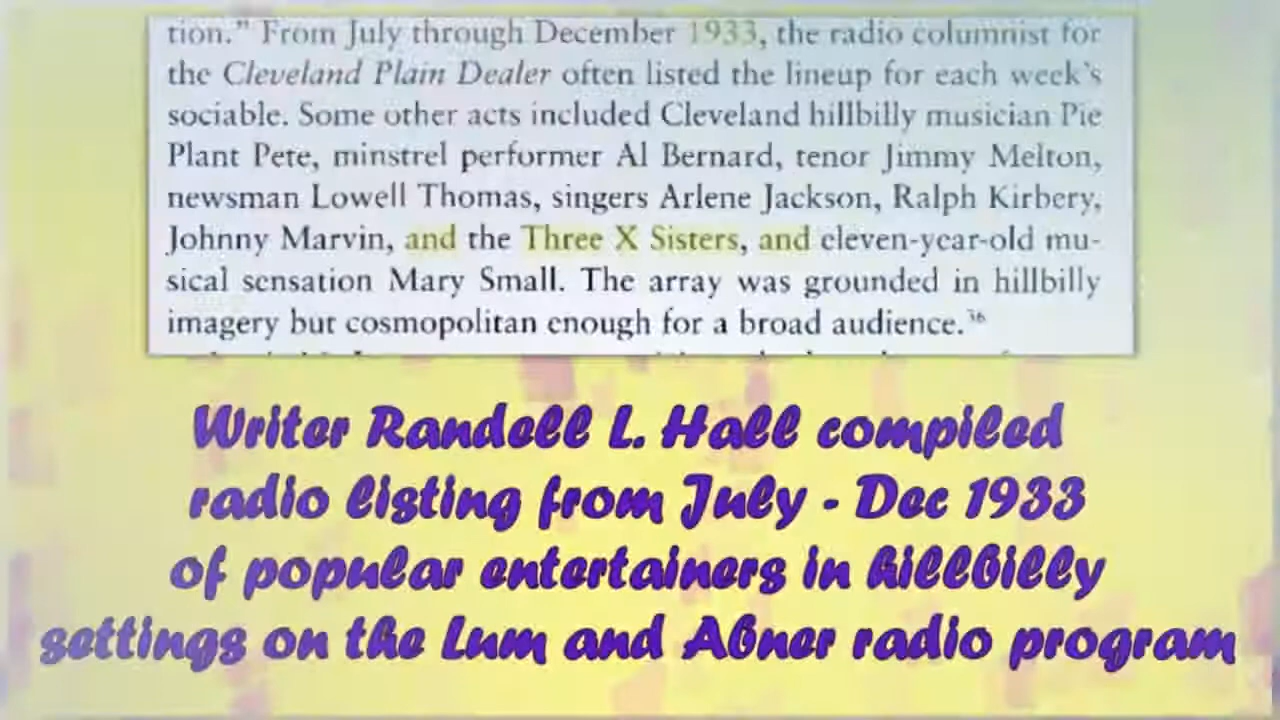 tion.” From July through December 1933, the radio columnist for
the Cleveland Plain Dealer often listed the lineup for each week’s
sociable. Some other acts included Cleveland hillbilly musician Pie
Plant Pete, minstrel performer Al Bernard, tenor Jimmy Melton,
newsman Lowell Thomas, singers Arlene Jackson, Ralph Kirbery,
Johnny Marvin, and the Three X Sisters, and eleven-year-old mu-
sical sensation Mary Small. The array was grounded in hillbilly
imagery but cosmopolitan enough for a broad audience.36
Writer Randell L. Hall compiled
radio listing from July - Dec 1933
of popular entertainers in hillbilly
settings on the Lum and Abner radio program